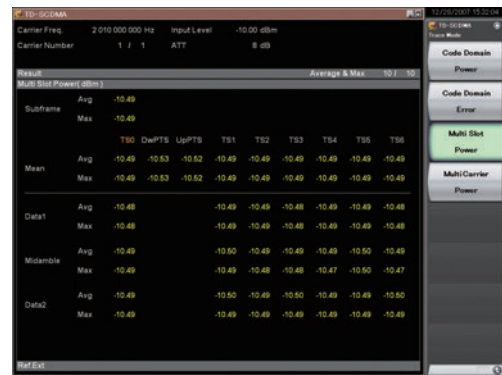 TD-SCDMA
12/28/2007 15:22:04
Carrier Freq. 2 010 000 000 Hz Input Level -10.00 dBm
Carrier Number 1 / 1 ATT 8 dB
Result Average & Max 10 / 10
Multi Slot Power( dBm )
Subframe Avg -10.49
Max -10.49
TS0 DwPTS UpPTS TS1 TS2 TS3 TS4 TS5 TS6
Mean Avg -10.49 -10.53 -10.52 -10.49 -10.49 -10.49 -10.49 -10.49 -10.49
Max -10.49 -10.53 -10.52 -10.49 -10.49 -10.49 -10.49 -10.49 -10.49
Data1 Avg -10.48 -10.49 -10.49 -10.48 -10.49 -10.49 -10.48
Max -10.48 -10.49 -10.48 -10.48 -10.49 -10.49 -10.48
Midamble Avg -10.49 -10.50 -10.49 -10.49 -10.49 -10.50 -10.49
Max -10.49 -10.49 -10.48 -10.48 -10.47 -10.50 -10.47
Data2 Avg -10.49 -10.50 -10.50 -10.50 -10.49 -10.49 -10.50
Max -10.49 -10.49 -10.49 -10.49 -10.49 -10.49 -10.49
Ref.Ext
TD-SCDMA
Trace Mode
Code Domain
Power
Code Domain
Error
Multi Slot
Power
MultiCarrier
Power